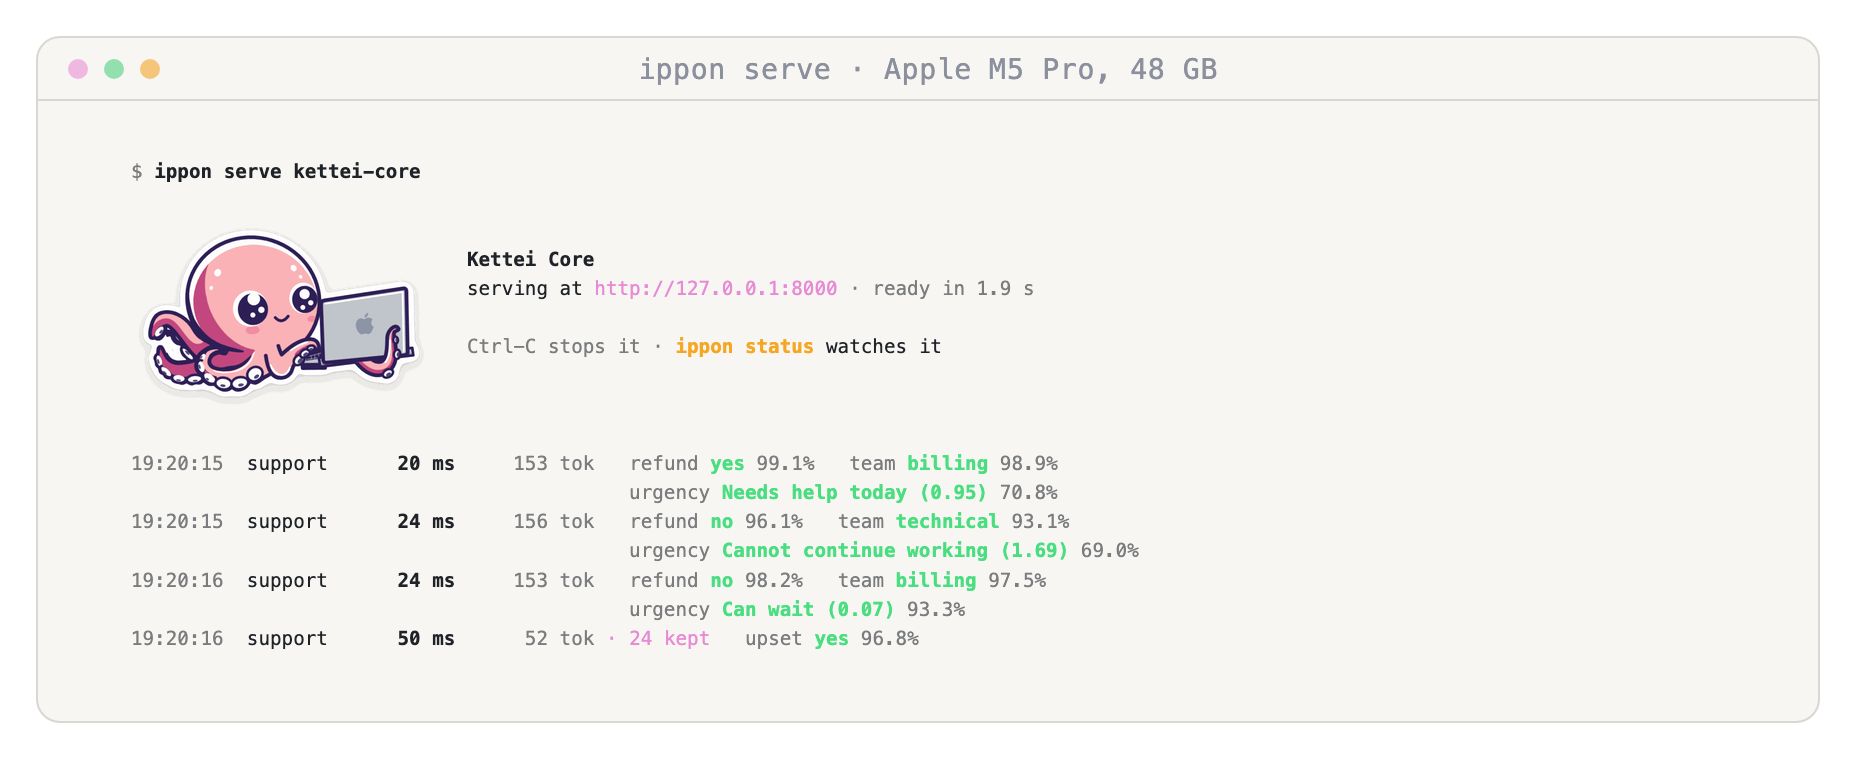 ippon serve · Apple M5 Pro, 48 GB
$ ippon serve kettei-core
Kettei Core
serving at http://127.0.0.1:8000 · ready in 1.9 s
Ctrl-C stops it · ippon status watches it
19:20:15 support 20 ms 153 tok refund yes 99.1% team billing 98.9%
urgency Needs help today (0.95) 70.8%
19:20:15 support 24 ms 156 tok refund no 96.1% team technical 93.1%
urgency Cannot continue working (1.69) 69.0%
19:20:16 support 24 ms 153 tok refund no 98.2% team billing 97.5%
urgency Can wait (0.07) 93.3%
19:20:16 support 50 ms 52 tok · 24 kept upset yes 96.8%